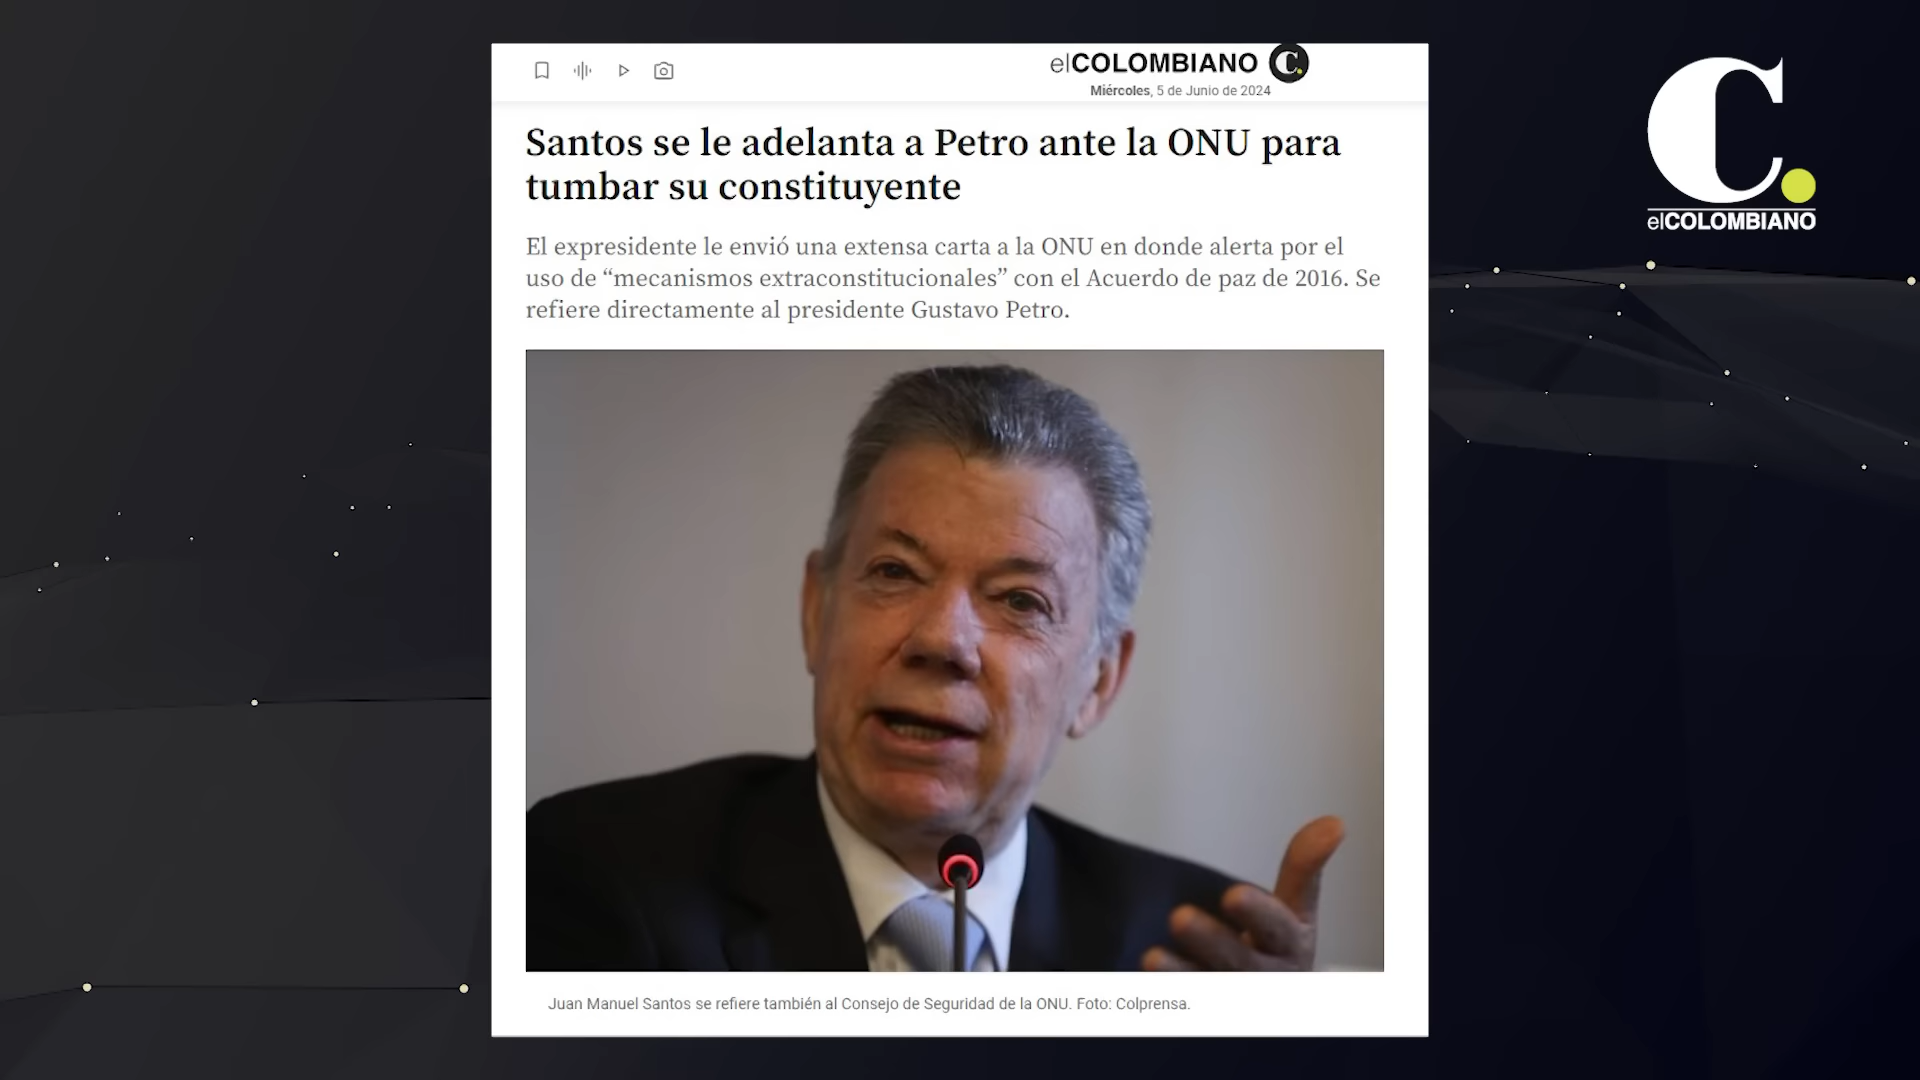 elCOLOMBIANO C.
Miércoles, 5 de Junio de 2024
Santos se le adelanta a Petro ante la ONU para
tumbar su constituyente
El expresidente le envió una extensa carta a la ONU en donde alerta por el
uso de “mecanismos extraconstitucionales” con el Acuerdo de paz de 2016. Se
refiere directamente al presidente Gustavo Petro.
Juan Manuel Santos se refiere también al Consejo de Seguridad de la ONU. Foto: Colprensa.
C.
elCOLOMBIANO